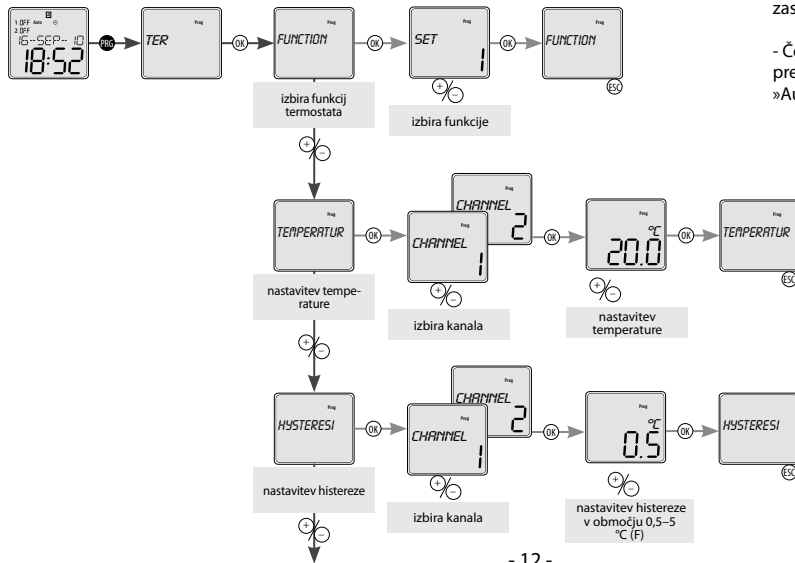 1 OFF Auto
2 OFF
16-SEP-10
18:52
PRG
Prog
TER
OK
Prog
FUNCTION
OK
Prog
SET
1
OK
Prog
FUNCTION
ESC
izbira funkcij
termostata
+/-
izbira funkcije
+/-
zas
- Č
pre
»Au
Prog
TEMPERATUR
OK
Prog
CHANNEL
2
Prog
CHANNEL
1
OK
Prog
°C
20.0
OK
Prog
TEMPERATUR
ESC
nastavitev tempe-
rature
+/-
izbira kanala
+/-
nastavitev
temperature
+/-
Prog
HYSTERESI
OK
Prog
CHANNEL
2
Prog
CHANNEL
1
OK
Prog
°C
0.5
OK
Prog
HYSTERESI
ESC
nastavitev histereze
+/-
izbira kanala
+/-
nastavitev histereze
v območju 0,5–5
°C (F)
+/-
- 12 -